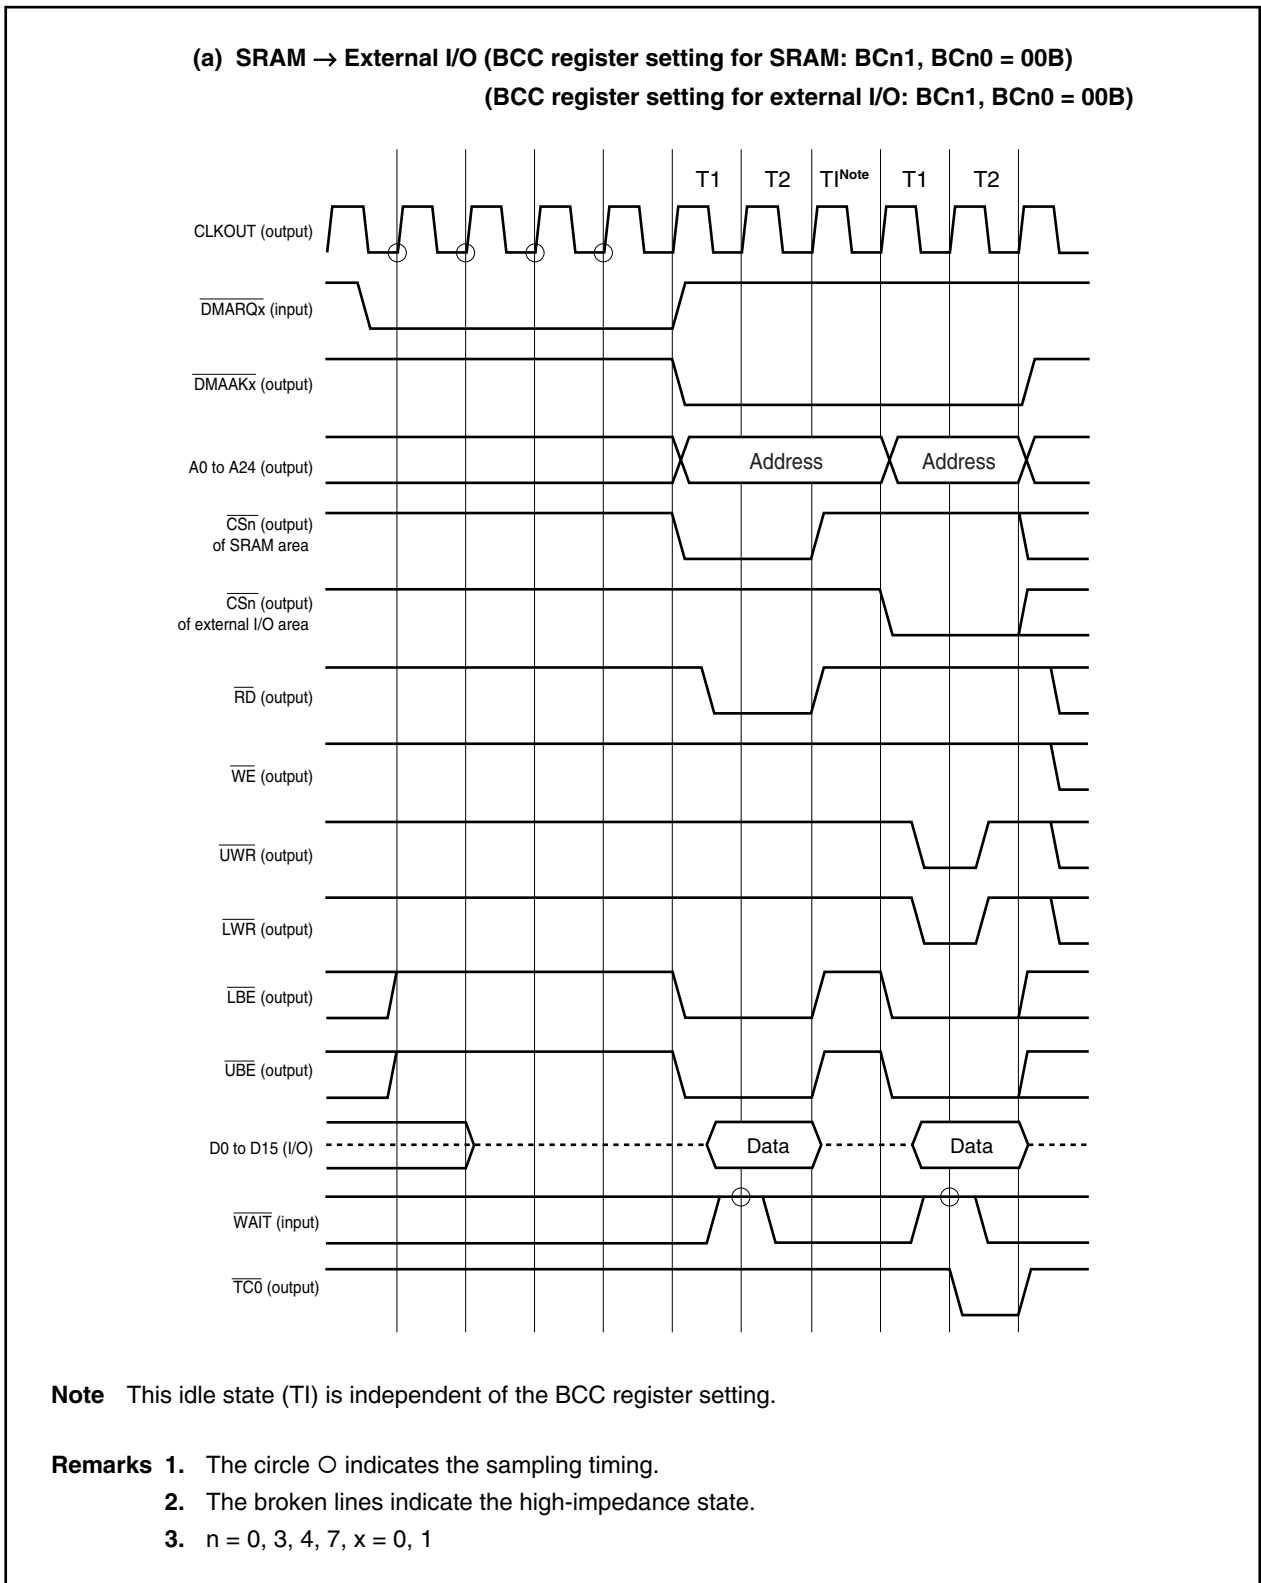 (a) SRAM → External I/O (BCC register setting for SRAM: BCn1, BCn0 = 00B)
(BCC register setting for external I/O: BCn1, BCn0 = 00B)
T1 T2 TINote T1 T2
CLKOUT (output)
DMARQx (input)
DMAAKx (output)
A0 to A24 (output) Address Address
CSn (output)
of SRAM area
CSn (output)
of external I/O area
RD (output)
WE (output)
UWR (output)
LWR (output)
LBE (output)
UBE (output)
D0 to D15 (I/O) Data Data
WAIT (input)
TC0 (output)
Note This idle state (TI) is independent of the BCC register setting.
Remarks 1. The circle ○ indicates the sampling timing.
2. The broken lines indicate the high-impedance state.
3. n = 0, 3, 4, 7, x = 0, 1